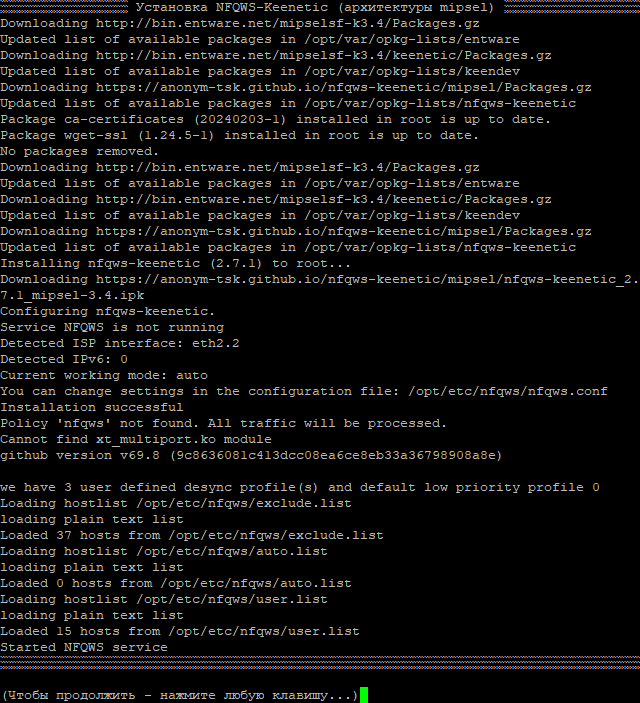 Установка NFQWS-Keenetic (архитектуры mipsel)
Downloading http://bin.entware.net/mipselsf-k3.4/Packages.gz
Updated list of available packages in /opt/var/opkg-lists/entware
Downloading http://bin.entware.net/mipselsf-k3.4/keenetic/Packages.gz
Updated list of available packages in /opt/var/opkg-lists/keendev
Downloading https://anonym-tsk.github.io/nfqws-keenetic/mipsel/Packages.gz
Updated list of available packages in /opt/var/opkg-lists/nfqws-keenetic
Package ca-certificates (20240203-1) installed in root is up to date.
Package wget-ssl (1.24.5-1) installed in root is up to date.
No packages removed.
Downloading http://bin.entware.net/mipselsf-k3.4/Packages.gz
Updated list of available packages in /opt/var/opkg-lists/entware
Downloading http://bin.entware.net/mipselsf-k3.4/keenetic/Packages.gz
Updated list of available packages in /opt/var/opkg-lists/keendev
Downloading https://anonym-tsk.github.io/nfqws-keenetic/mipsel/Packages.gz
Updated list of available packages in /opt/var/opkg-lists/nfqws-keenetic
Installing nfqws-keenetic (2.7.1) to root...
Downloading https://anonym-tsk.github.io/nfqws-keenetic/mipsel/nfqws-keenetic_2.
7.1_mipsel-3.4.ipk
Configuring nfqws-keenetic.
Service NFQWS is not running
Detected ISP interface: eth2.2
Detected IPv6: 0
Current working mode: auto
You can change settings in the configuration file: /opt/etc/nfqws/nfqws.conf
Installation successful
Policy 'nfqws' not found. All traffic will be processed.
Cannot find xt_multiport.ko module
github version v69.8 (9c8636081c413dcc08ea6ce8eb33a36798908a8e)
we have 3 user defined desync profile(s) and default low priority profile 0
Loading hostlist /opt/etc/nfqws/exclude.list
loading plain text list
Loaded 37 hosts from /opt/etc/nfqws/exclude.list
Loading hostlist /opt/etc/nfqws/auto.list
loading plain text list
Loaded 0 hosts from /opt/etc/nfqws/auto.list
Loading hostlist /opt/etc/nfqws/user.list
loading plain text list
Loaded 15 hosts from /opt/etc/nfqws/user.list
Started NFQWS service
(Чтобы продолжить - нажмите любую клавишу...)